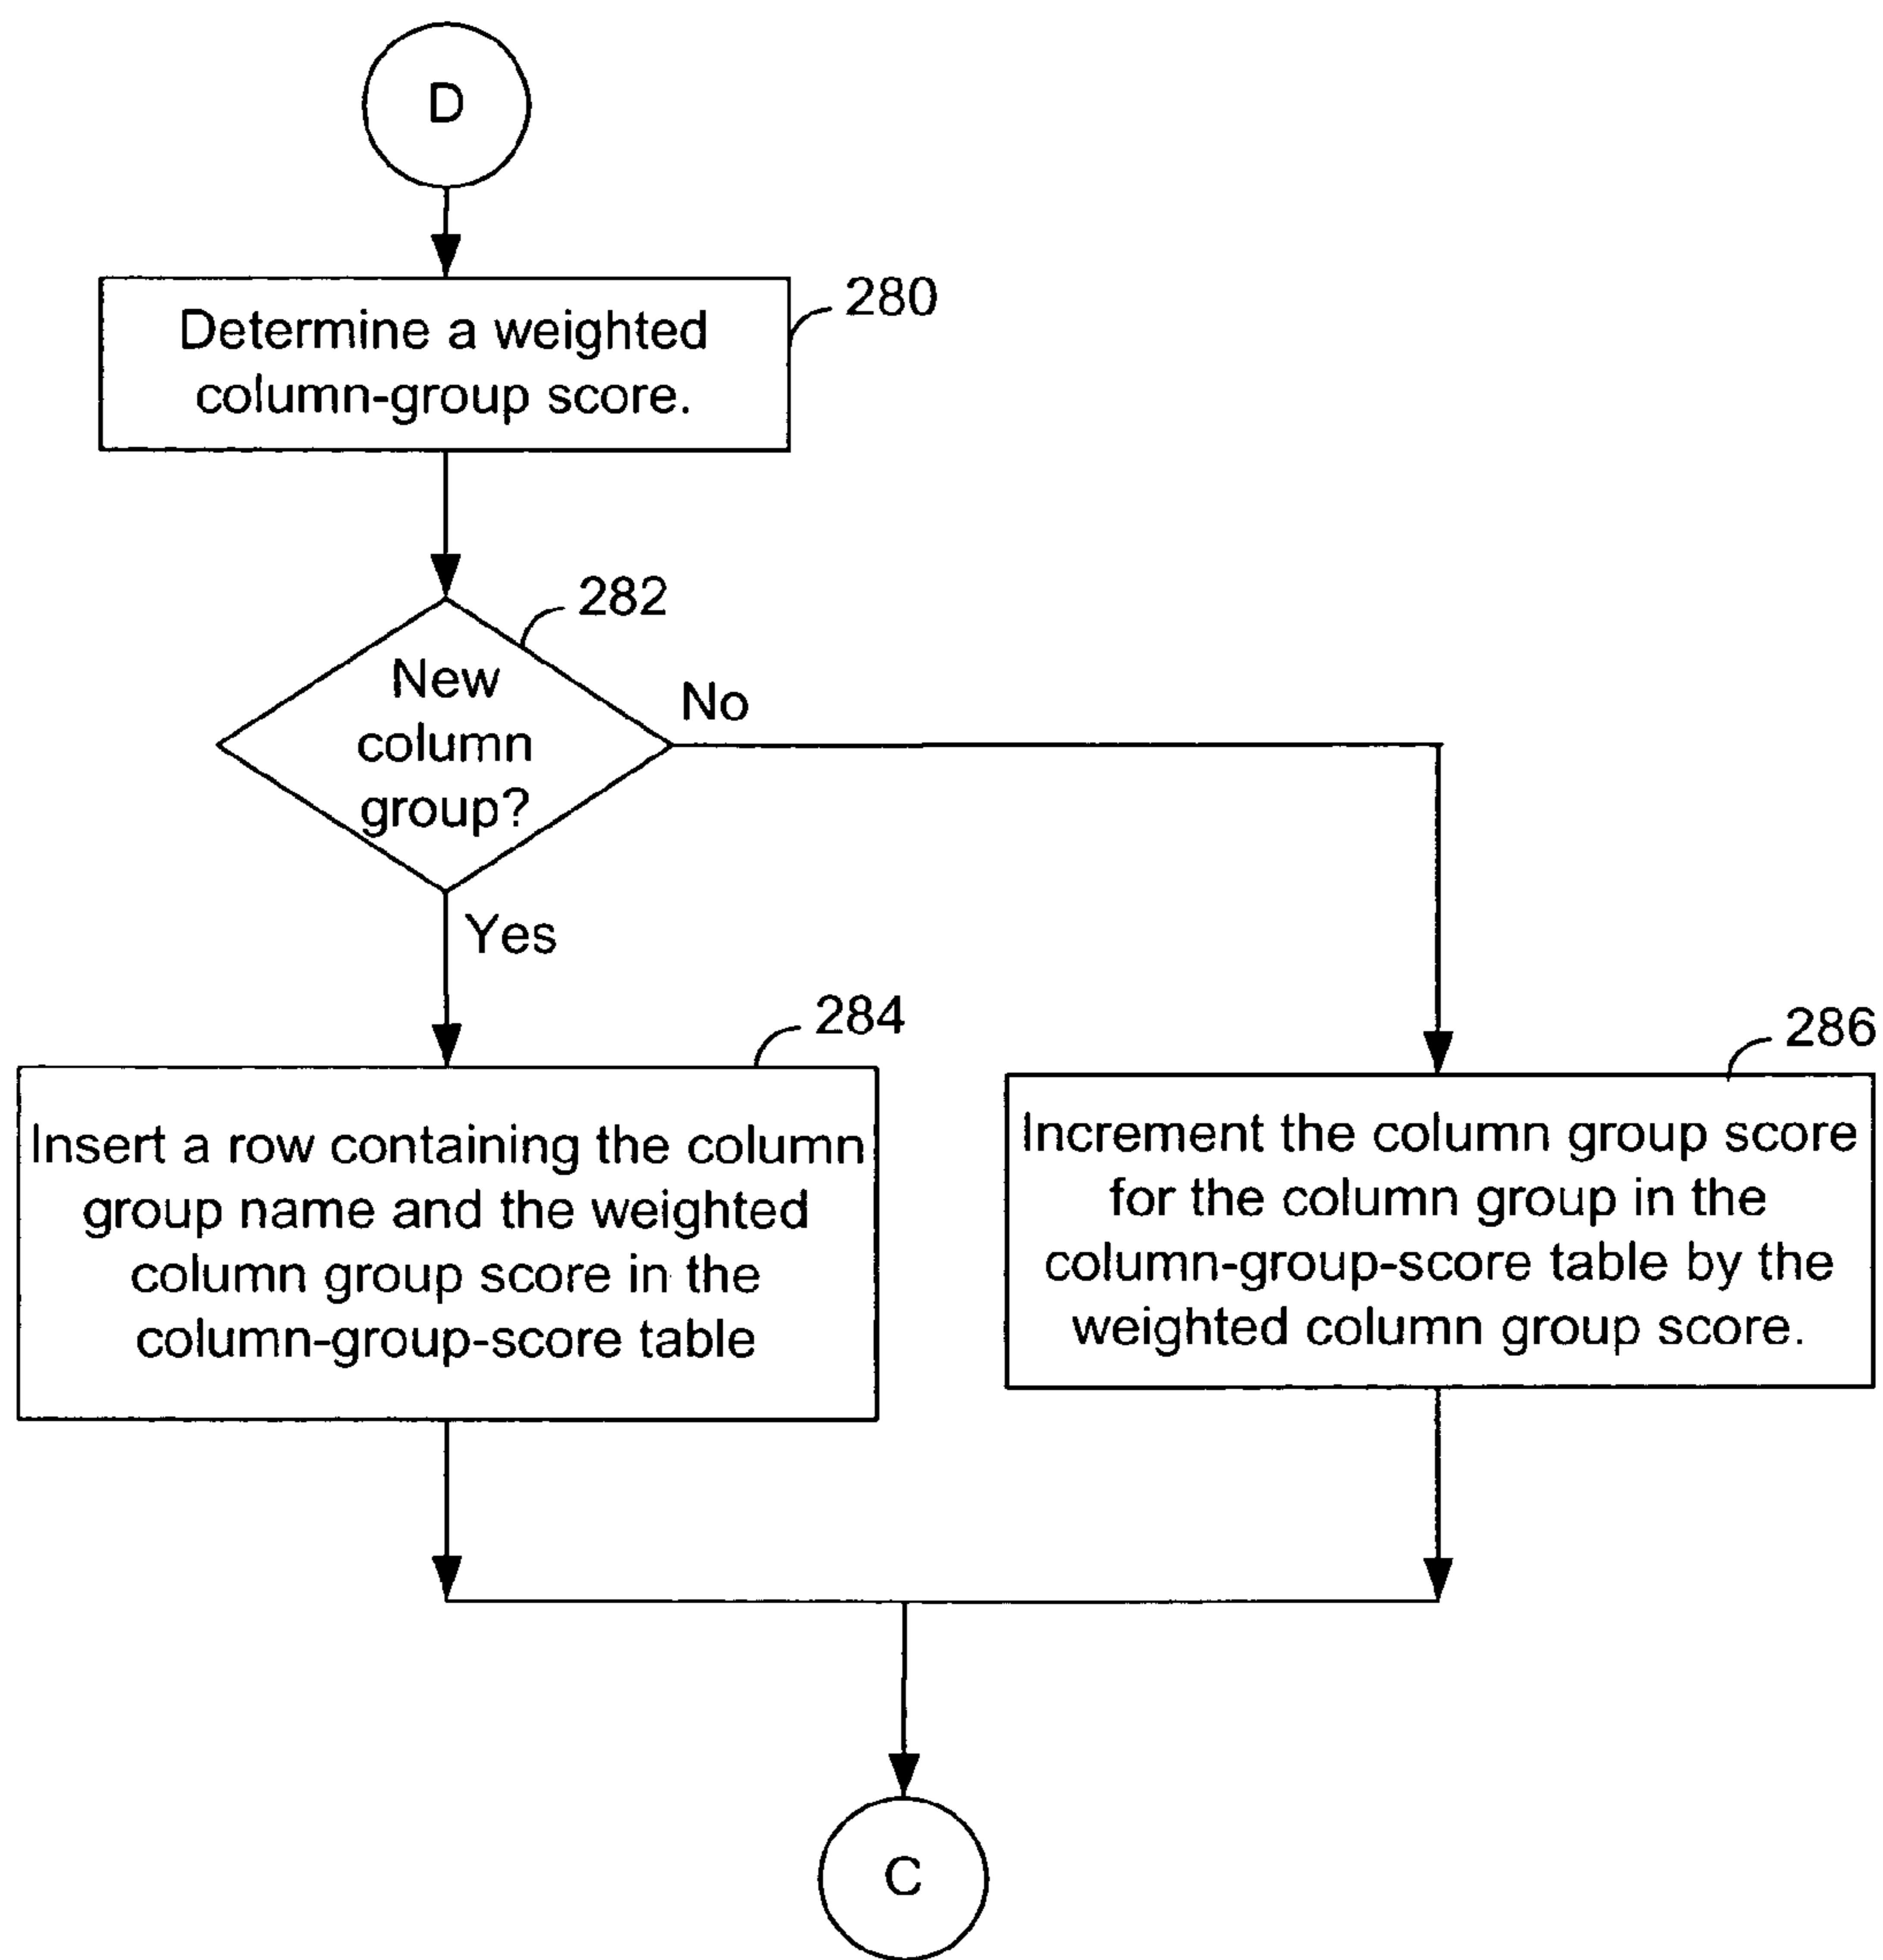 D
280
Determine a weighted
column-group score.
282
New
column
group?
No
Yes
284
Insert a row containing the column
group name and the weighted
column group score in the
column-group-score table
286
Increment the column group score
for the column group in the
column-group-score table by the
weighted column group score.
C